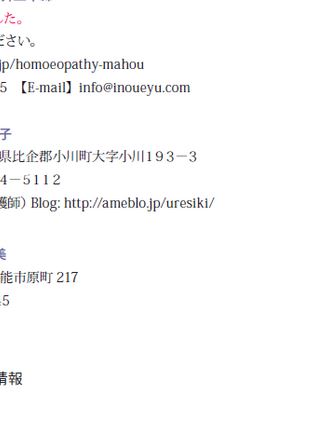 した。
ださい。
jp/homoeopathy-mahou
5 【E-mail】info@inoueyu.com
子
県比企郡小川町大字小川193－3
4－5112
護師) Blog: http://ameblo.jp/uresiki/
美
能市原町 217
5
情報